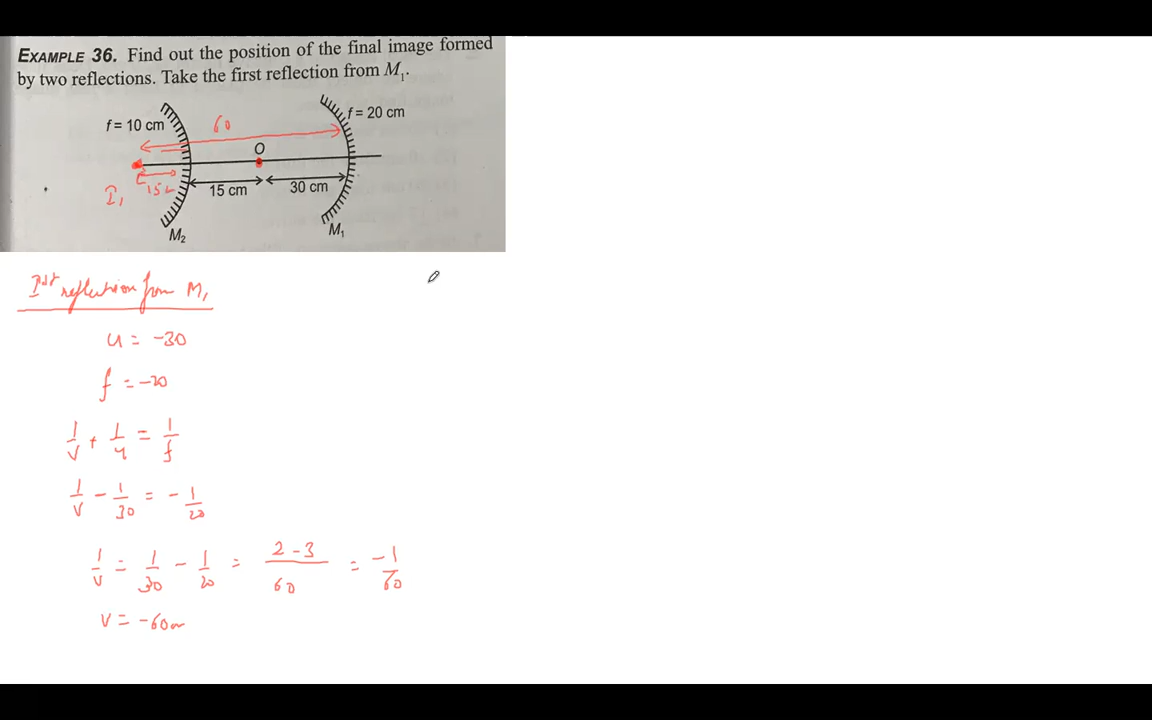 EXAMPLE 36. Find out the position of the final image formed
by two reflections. Take the first reflection from M₁.
f = 10 cm
60
f = 20 cm
O
I₁
15
15 cm
30 cm
M₂
M₁
Ist reflection from M₁
u = -30
f = -20
1/v + 1/u = 1/f
1/v - 1/30 = - 1/20
1/v = 1/30 - 1/20 = 2-3/60 = -1/60
v = -60cm